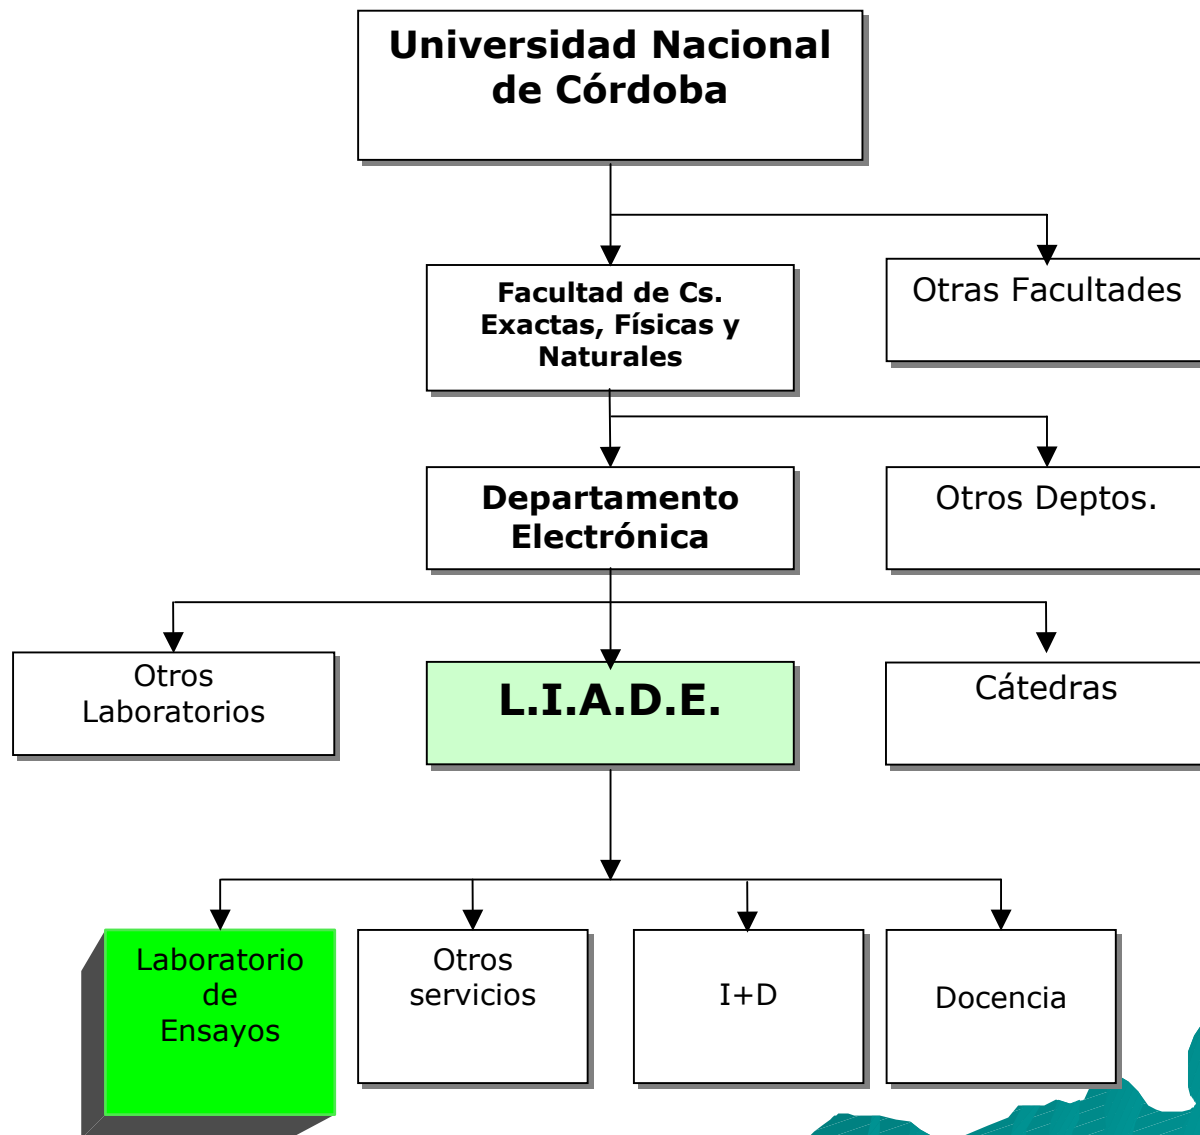 Universidad Nacional
de Córdoba
Facultad de Cs.
Exactas, Físicas y
Naturales
Otras Facultades
Departamento
Electrónica
Otros Deptos.
Otros
Laboratorios
L.I.A.D.E.
Cátedras
Laboratorio
de
Ensayos
Otros
servicios
I+D
Docencia